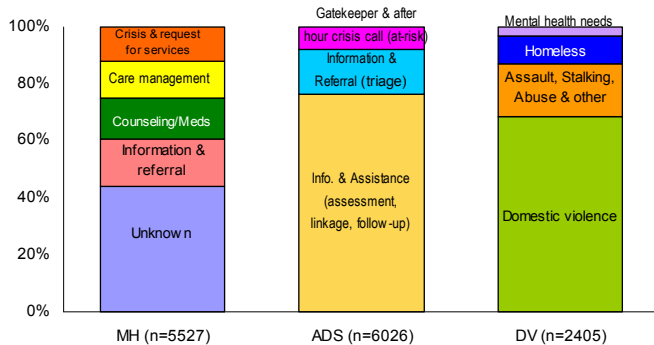 Gatekeeper & after
hour crisis call (at-risk)
Mental health needs
Crisis & request
for services
Information &
Referral (triage)
Homeless
Care management
Assault, Stalking,
Abuse & other
Counseling/Meds
Information &
referral
Info. & Assistance
(assessment,
linkage, follow-up)
Domestic violence
Unknown
100%
80%
60%
40%
20%
0%
MH (n=5527)
ADS (n=6026)
DV (n=2405)